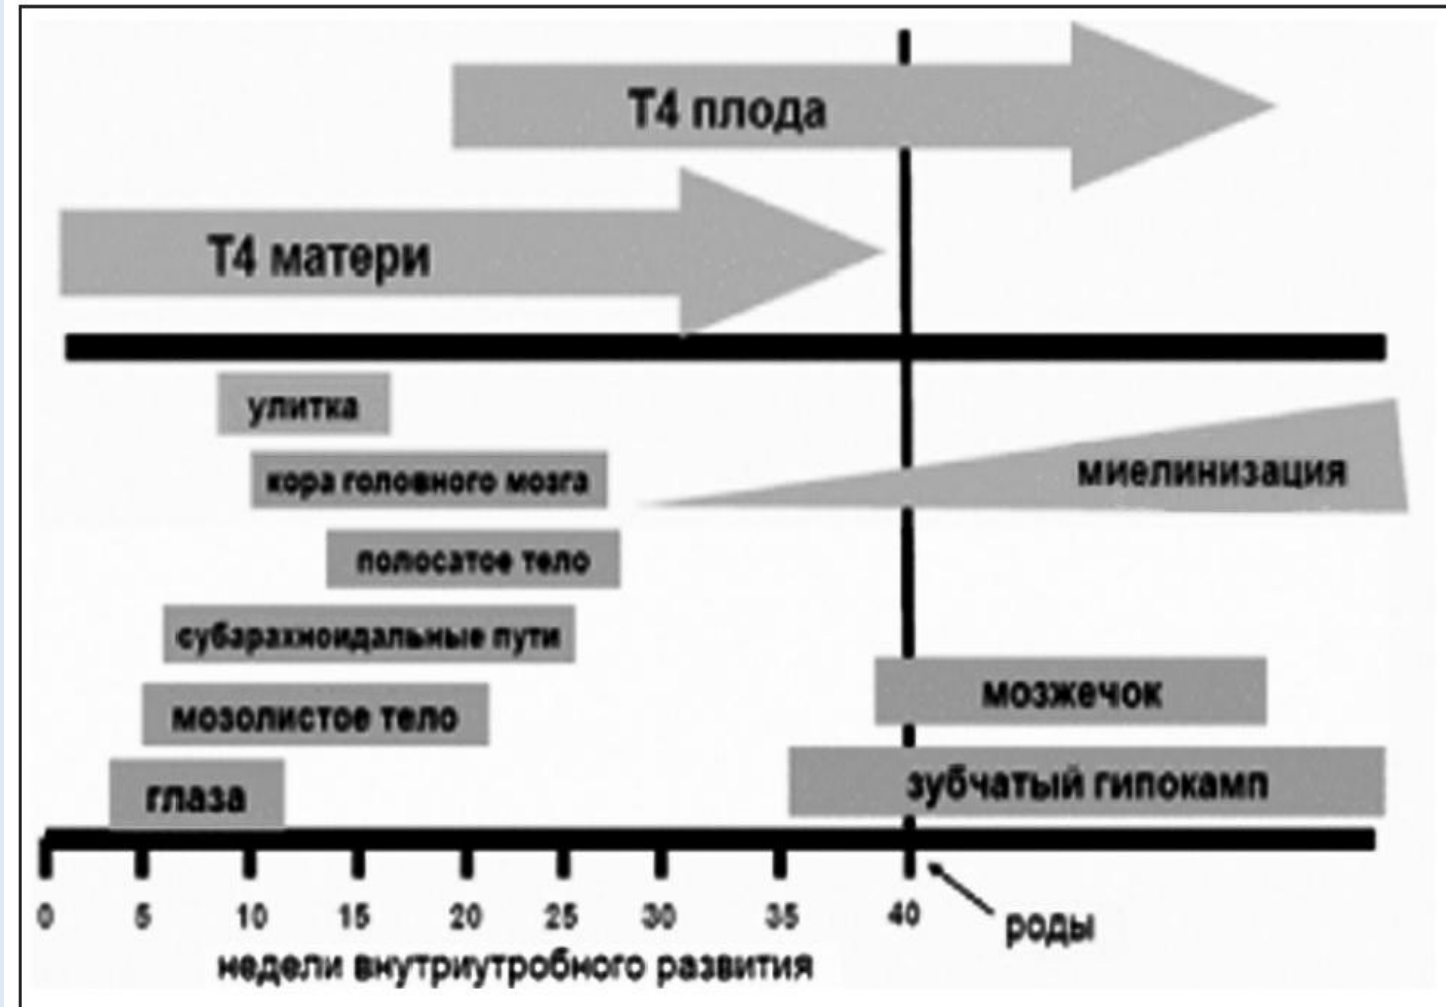 Т4 плода
Т4 матери
улитка
кора головного мозга
миелинизация
полосатое тело
субарахноидальные пути
мозжечок
мозолистое тело
зубчатый гипокамп
глаза
0 5 10 15 20 25 30 35 40
роды
недели внутриутробного развития